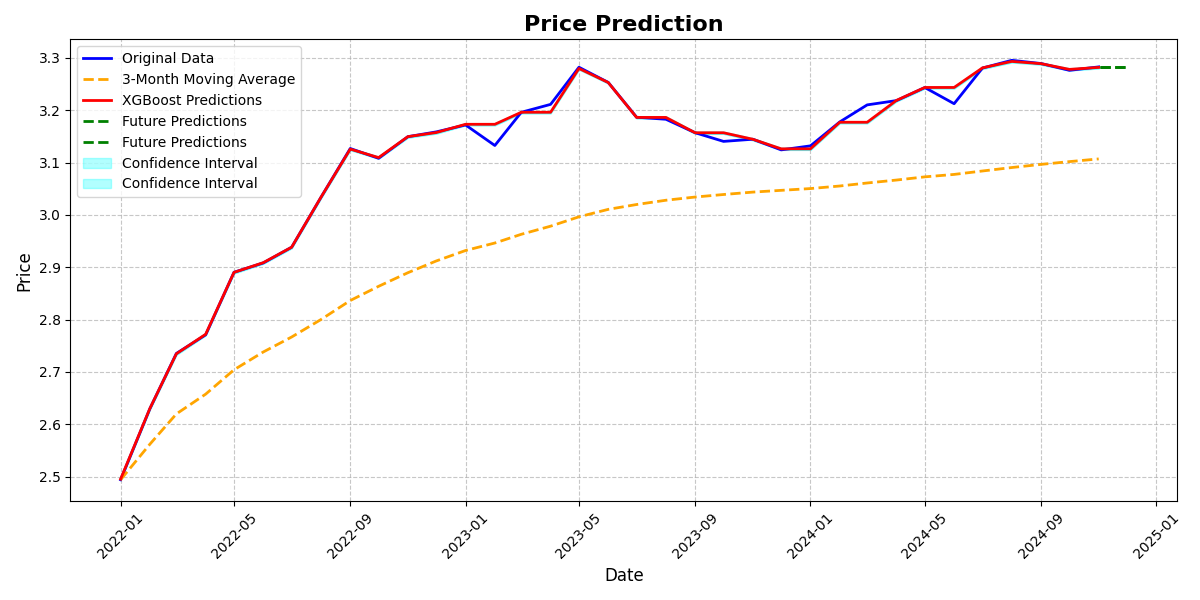 Price Prediction
Original Data
3-Month Moving Average
XGBoost Predictions
Future Predictions
Future Predictions
Confidence Interval
Confidence Interval
Price
3.3
3.2
3.1
3.0
2.9
2.8
2.7
2.6
2.5
2022-01
2022-05
2022-09
2023-01
2023-05
2023-09
2024-01
2024-05
2024-09
2025-01
Date